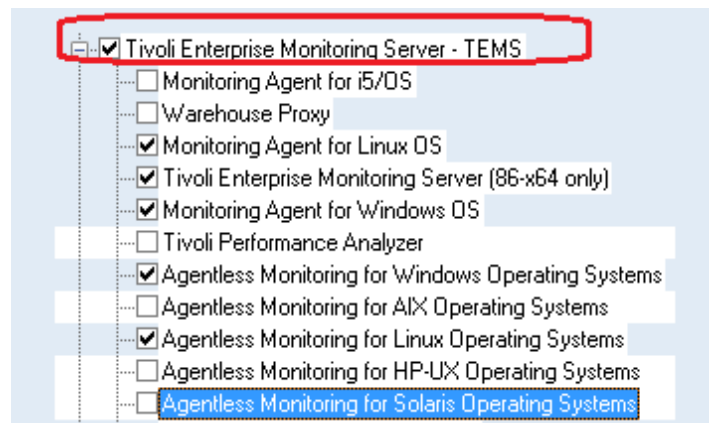 Tivoli Enterprise Monitoring Server - TEMS
Monitoring Agent for i5/OS
Warehouse Proxy
Monitoring Agent for Linux OS
Tivoli Enterprise Monitoring Server (86-x64 only)
Monitoring Agent for Windows OS
Tivoli Performance Analyzer
Agentless Monitoring for Windows Operating Systems
Agentless Monitoring for AIX Operating Systems
Agentless Monitoring for Linux Operating Systems
Agentless Monitoring for HP-UX Operating Systems
Agentless Monitoring for Solaris Operating Systems